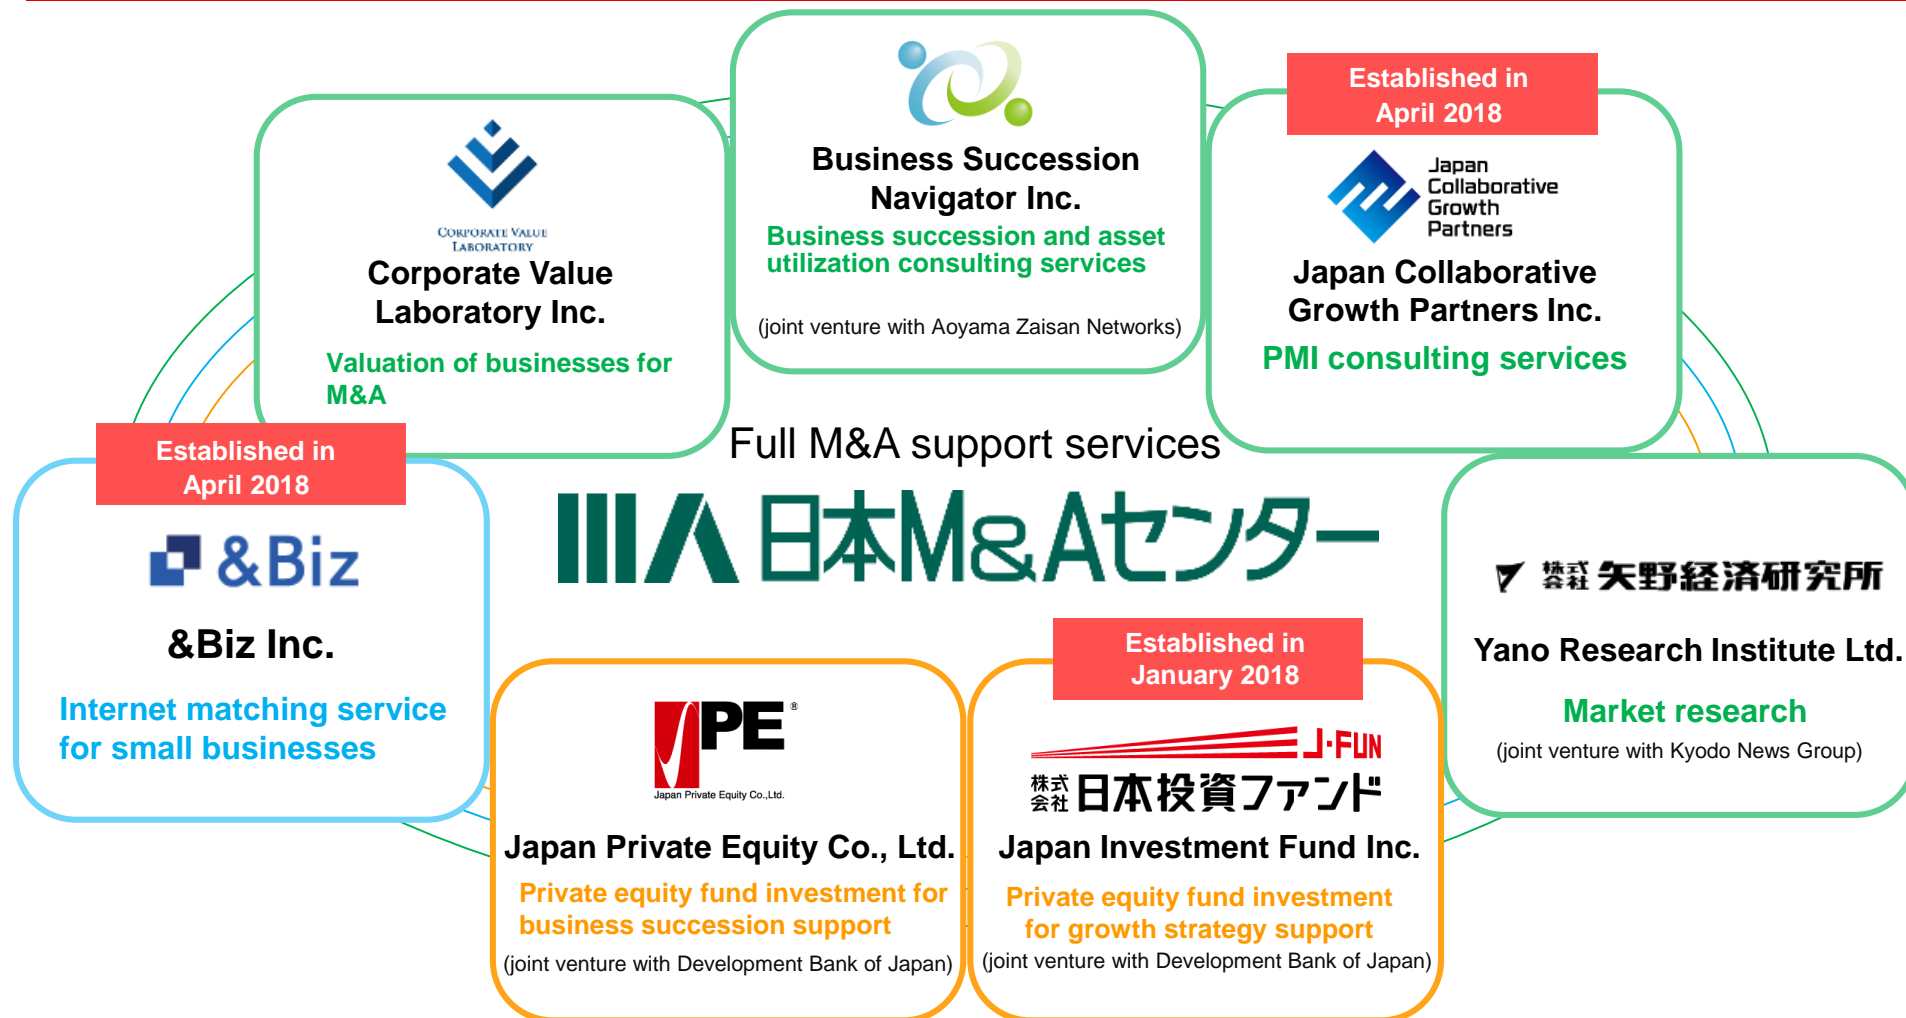 CORPORATE VALUE
LABORATORY
Corporate Value
Laboratory Inc.
Valuation of businesses for
M&A
Business Succession
Navigator Inc.
Business succession and asset
utilization consulting services
(joint venture with Aoyama Zaisan Networks)
Established in
April 2018
Japan
Collaborative
Growth
Partners
Japan Collaborative
Growth Partners Inc.
PMI consulting services
Full M&A support services
日本M&Aセンター
Established in
April 2018
&Biz
&Biz Inc.
Internet matching service
for small businesses
JPE®
Japan Private Equity Co.,Ltd.
Japan Private Equity Co., Ltd.
Private equity fund investment for
business succession support
(joint venture with Development Bank of Japan)
Established in
January 2018
J·FUN
株式会社 日本投資ファンド
Japan Investment Fund Inc.
Private equity fund investment
for growth strategy support
(joint venture with Development Bank of Japan)
株式会社 矢野経済研究所
Yano Research Institute Ltd.
Market research
(joint venture with Kyodo News Group)